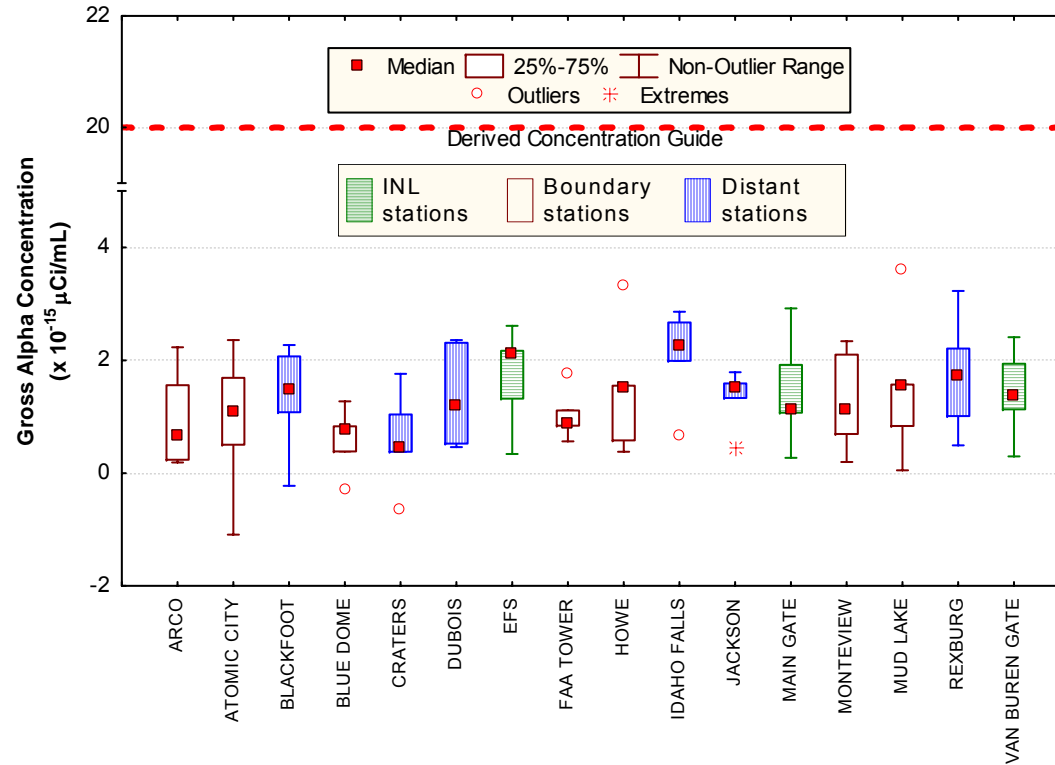 22
Median 25%-75% Non-Outlier Range
Outliers Extremes
20
Derived Concentration Guide
INL stations
Boundary stations
Distant stations
Gross Alpha Concentration
(x 10⁻¹⁵ µCi/mL)
4
2
0
-2
ARCO
ATOMIC CITY
BLACKFOOT
BLUE DOME
CRATERS
DUBOIS
EFS
FAA TOWER
HOWE
IDAHO FALLS
JACKSON
MAIN GATE
MONTEVIEW
MUD LAKE
REXBURG
VAN BUREN GATE